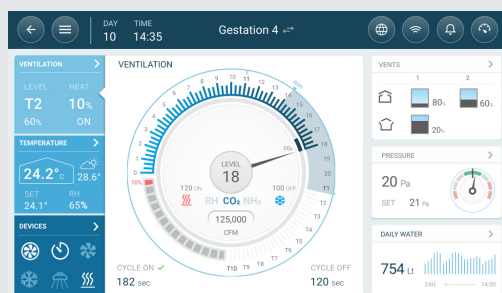 DAY
10
TIME
14:35
Gestation 4
VENTILATION
LEVEL
T2
60%
HEAT
10%
ON
TEMPERATURE
24.2°C
28.6°
SET
24.1°
RH
65%
DEVICES
VENTILATION
1
2
3
4
5
6
7
8
9
10
11
12
13
14
15
16
17
18
19
20
T1
T2
T3
T4
T5
T6
T7
T8
T9
T10
min
CO₂
10%
LEVEL
18
120 ON
100 OFF
RH CO₂ NH₃
125,000
CFM
CYCLE ON
182 sec
CYCLE OFF
120 sec
VENTS
1 2
80% 60%
20%
PRESSURE
20 Pa
SET 21 Pa
DAILY WATER
754 Lt
24H 14:00